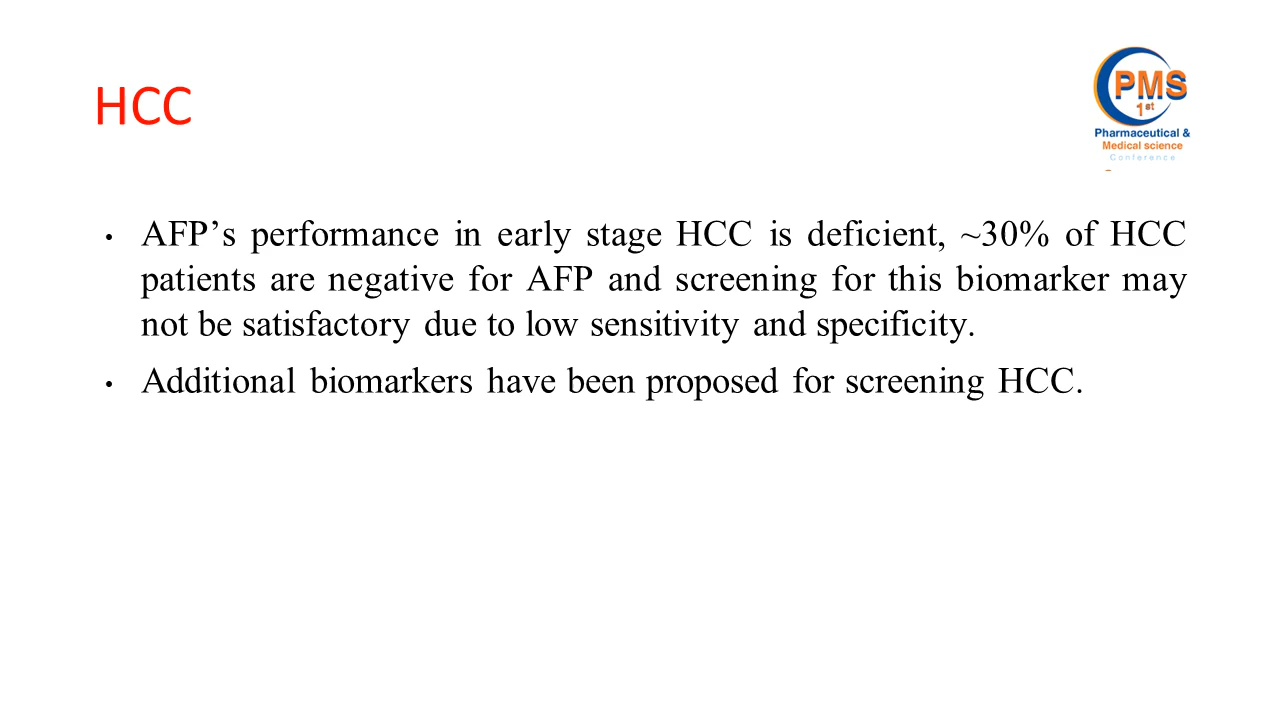 HCC
PMS
1st
Pharmaceutical &
Medical science
Conference
• AFP’s performance in early stage HCC is deficient, ~30% of HCC
patients are negative for AFP and screening for this biomarker may
not be satisfactory due to low sensitivity and specificity.
• Additional biomarkers have been proposed for screening HCC.